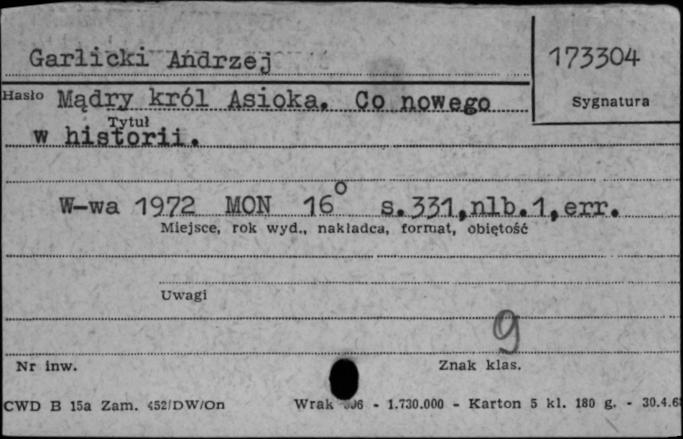 Garlicki Andrzej
173304
Hasło Mądry król Asioka. Co nowego
Sygnatura
Tytuł
w historii.
W-wa 1972 MON 16° s.331,nlb.1,err.
Miejsce, rok wyd., nakładca, format, objętość
Uwagi
9
Nr inw.
Znak klas.
CWD B 15a Zam. 452/DW/On Wrak - 1.730.000 - Karton 5 kl. 180 g. - 30.4.6